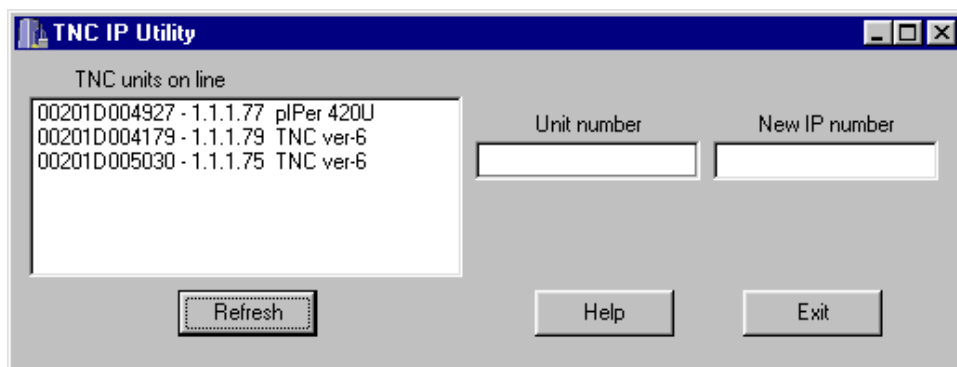 TNC IP Utility
TNC units on line
00201D004927 - 1.1.1.77 pIPer 420U
00201D004179 - 1.1.1.79 TNC ver-6
00201D005030 - 1.1.1.75 TNC ver-6
Unit number
New IP number
Refresh
Help
Exit